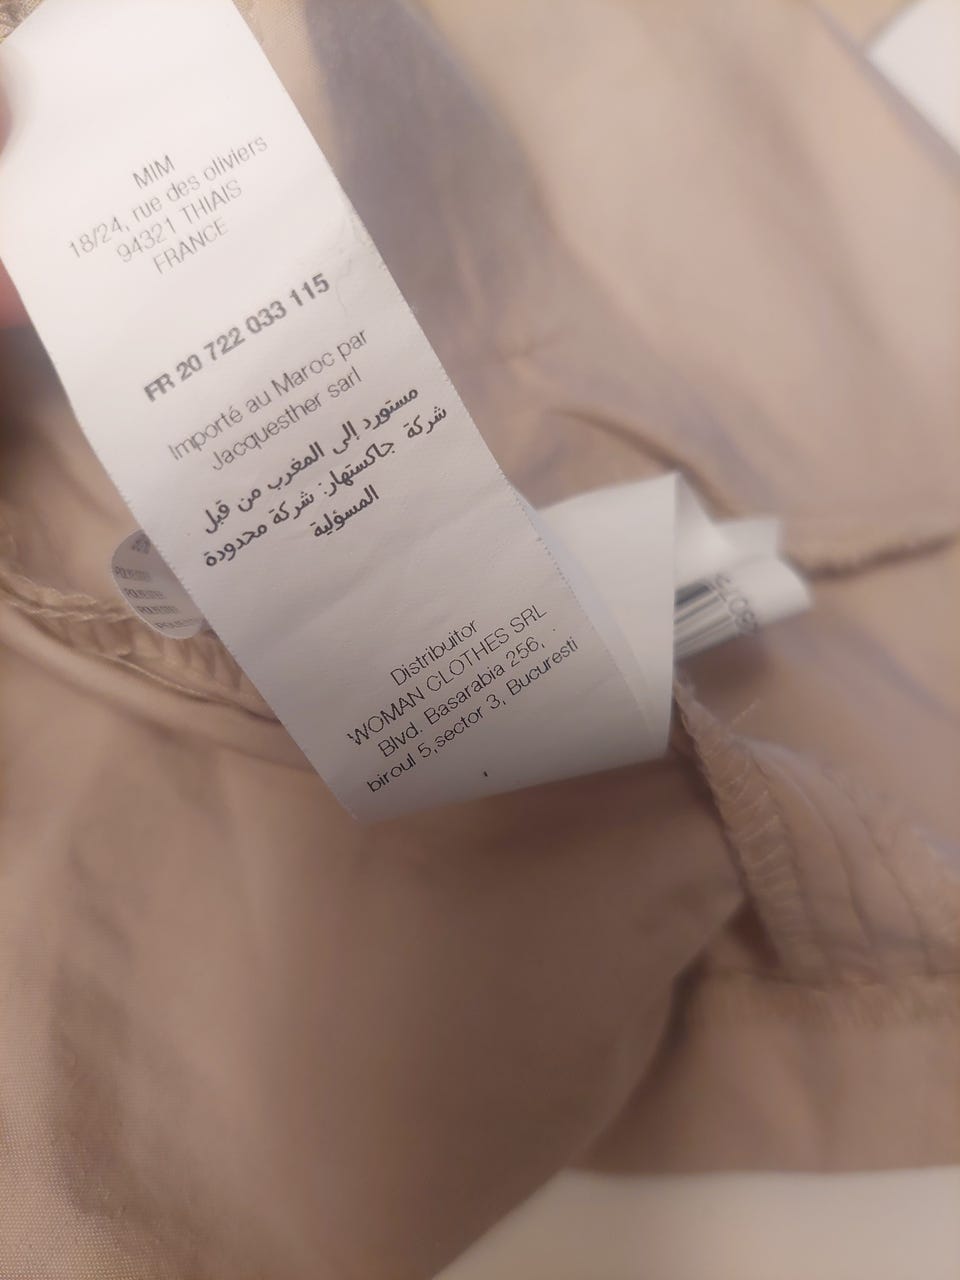 MIM
18/24, rue des oliviers
94321 THIAIS
FRANCE
FR 20 722 033 115
Importé au Maroc par
Jacquesther sarl
مستورد إلى المغرب من قبل
شركة جاكستهار: شركة محدودة
المسؤلية
Distribuitor
WOMAN CLOTHES SRL
Blvd. Basarabia 256,
biroul 5,sector 3, Bucuresti